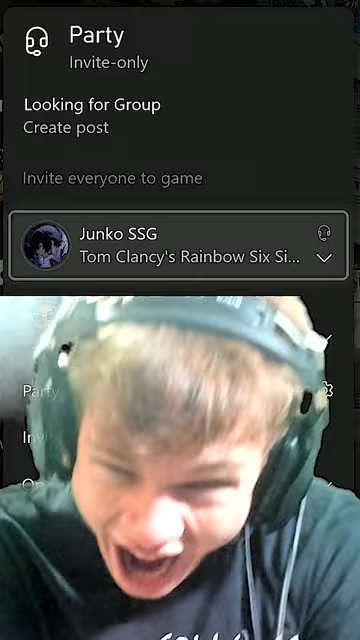 Party
Invite-only
Looking for Group
Create post
Invite everyone to game
Junko SSG
Tom Clancy's Rainbow Six Si...
Party